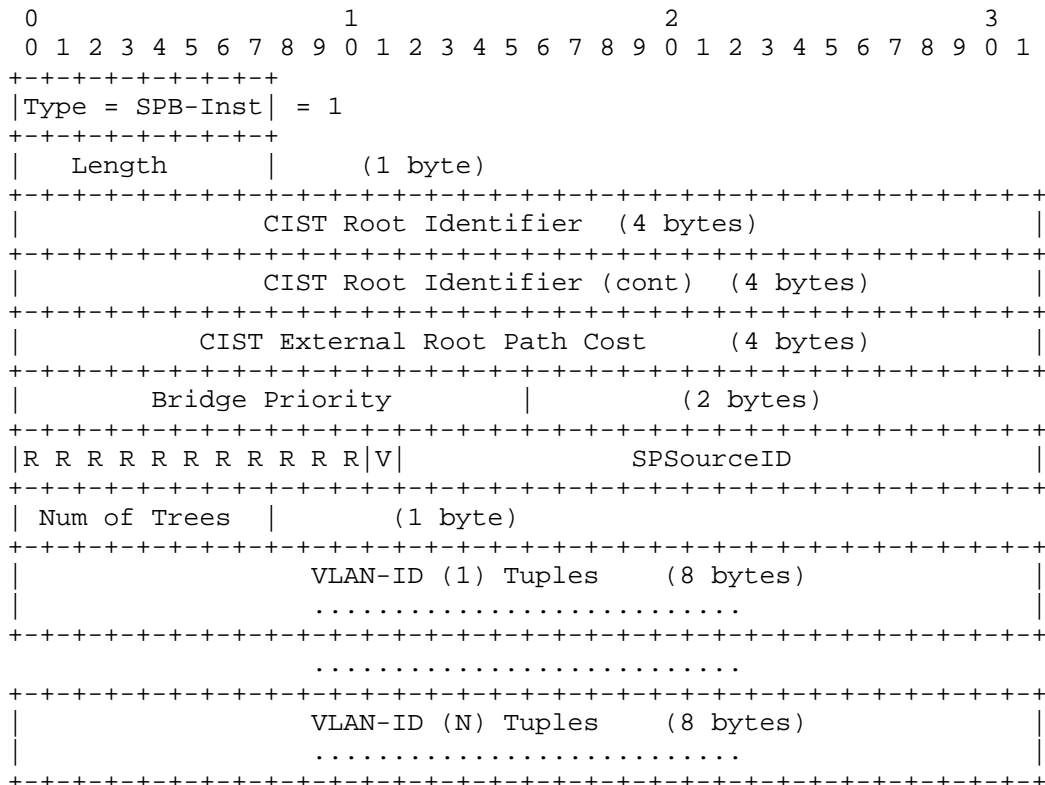 0                   1                   2                   3
 0 1 2 3 4 5 6 7 8 9 0 1 2 3 4 5 6 7 8 9 0 1 2 3 4 5 6 7 8 9 0 1
+-+-+-+-+-+-+-+-+
|Type = SPB-Inst| = 1
+-+-+-+-+-+-+-+-+
|   Length      |     (1 byte)
+-+-+-+-+-+-+-+-+-+-+-+-+-+-+-+-+-+-+-+-+-+-+-+-+-+-+-+-+-+-+-+-+
|               CIST Root Identifier  (4 bytes)                 |
+-+-+-+-+-+-+-+-+-+-+-+-+-+-+-+-+-+-+-+-+-+-+-+-+-+-+-+-+-+-+-+-+
|               CIST Root Identifier (cont)  (4 bytes)          |
+-+-+-+-+-+-+-+-+-+-+-+-+-+-+-+-+-+-+-+-+-+-+-+-+-+-+-+-+-+-+-+-+
|           CIST External Root Path Cost     (4 bytes)          |
+-+-+-+-+-+-+-+-+-+-+-+-+-+-+-+-+-+-+-+-+-+-+-+-+-+-+-+-+-+-+-+-+
|        Bridge Priority        |         (2 bytes)
+-+-+-+-+-+-+-+-+-+-+-+-+-+-+-+-+-+-+-+-+-+-+-+-+-+-+-+-+-+-+-+-+
|R R R R R R R R R R R|V|              SPSourceID               |
+-+-+-+-+-+-+-+-+-+-+-+-+-+-+-+-+-+-+-+-+-+-+-+-+-+-+-+-+-+-+-+-+
| Num of Trees  |       (1 byte)
+-+-+-+-+-+-+-+-+-+-+-+-+-+-+-+-+-+-+-+-+-+-+-+-+-+-+-+-+-+-+-+-+
|                  VLAN-ID (1) Tuples    (8 bytes)              |
|                  ...........................                  |
+-+-+-+-+-+-+-+-+-+-+-+-+-+-+-+-+-+-+-+-+-+-+-+-+-+-+-+-+-+-+-+-+
                   ...........................
+-+-+-+-+-+-+-+-+-+-+-+-+-+-+-+-+-+-+-+-+-+-+-+-+-+-+-+-+-+-+-+-+
|                  VLAN-ID (N) Tuples    (8 bytes)              |
|                  ...........................                  |
+-+-+-+-+-+-+-+-+-+-+-+-+-+-+-+-+-+-+-+-+-+-+-+-+-+-+-+-+-+-+-+-+